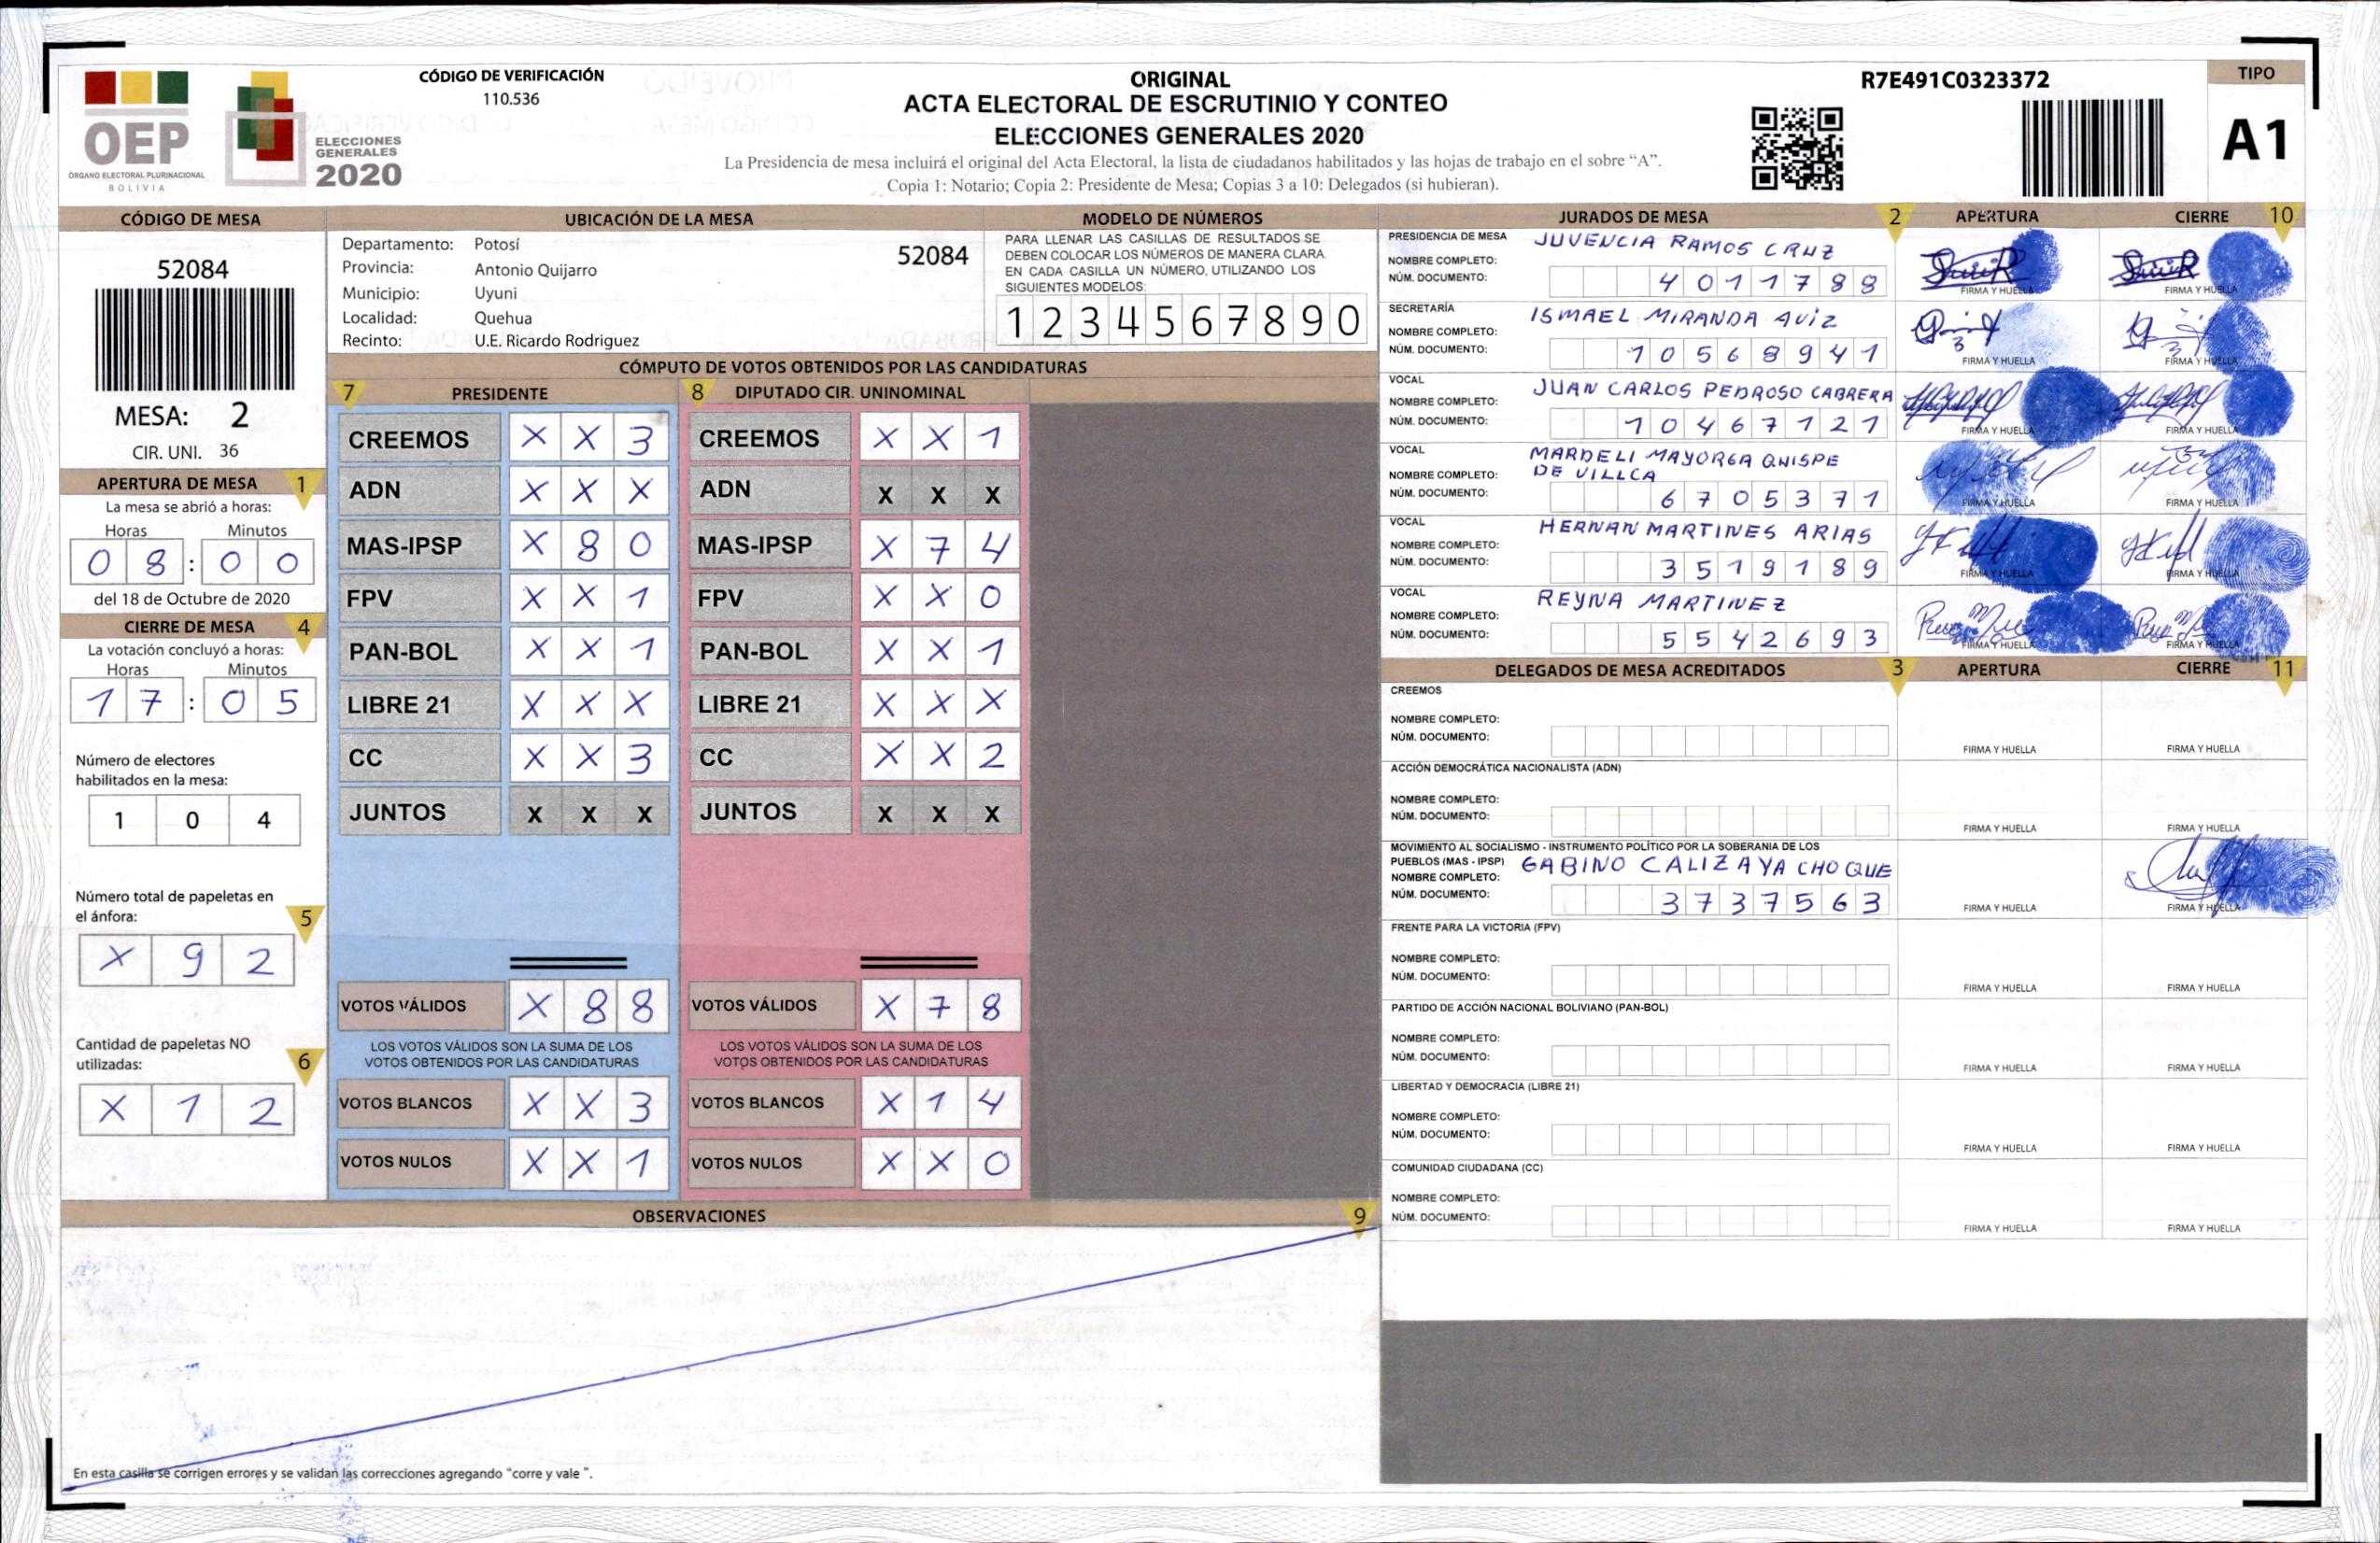 OEP
ÓRGANO ELECTORAL PLURINACIONAL
BOLIVIA
ELECCIONES
GENERALES
2020
CÓDIGO DE VERIFICACIÓN
110.536
ORIGINAL
ACTA ELECTORAL DE ESCRUTINIO Y CONTEO
ELECCIONES GENERALES 2020
La Presidencia de mesa incluirá el original del Acta Electoral, la lista de ciudadanos habilitados y las hojas de trabajo en el sobre “A”.
Copia 1: Notario; Copia 2: Presidente de Mesa; Copias 3 a 10: Delegados (si hubieran).
R7E491C0323372
TIPO
A1
CÓDIGO DE MESA
52084
MESA: 2
CIR. UNI. 36
APERTURA DE MESA 1
La mesa se abrió a horas:
Horas Minutos
0 8 : 0 0
del 18 de Octubre de 2020
CIERRE DE MESA 4
La votación concluyó a horas:
Horas Minutos
1 7 : 0 5
Número de electores
habilitados en la mesa:
1 0 4
Número total de papeletas en
el ánfora: 5
X 9 2
Cantidad de papeletas NO
utilizadas: 6
X 1 2
UBICACIÓN DE LA MESA
Departamento: Potosí
52084
Provincia: Antonio Quijarro
Municipio: Uyuni
Localidad: Quehua
Recinto: U.E. Ricardo Rodriguez
MODELO DE NÚMEROS
PARA LLENAR LAS CASILLAS DE RESULTADOS SE
DEBEN COLOCAR LOS NÚMEROS DE MANERA CLARA.
EN CADA CASILLA UN NÚMERO, UTILIZANDO LOS
SIGUIENTES MODELOS:
1 2 3 4 5 6 7 8 9 0
CÓMPUTO DE VOTOS OBTENIDOS POR LAS CANDIDATURAS
7 PRESIDENTE
CREEMOS X X 3
ADN X X X
MAS-IPSP X 8 0
FPV X X 1
PAN-BOL X X 1
LIBRE 21 X X X
CC X X 3
JUNTOS X X X
VOTOS VÁLIDOS X 8 8
LOS VOTOS VÁLIDOS SON LA SUMA DE LOS
VOTOS OBTENIDOS POR LAS CANDIDATURAS
VOTOS BLANCOS X X 3
VOTOS NULOS X X 1
8 DIPUTADO CIR. UNINOMINAL
CREEMOS X X 1
ADN X X X
MAS-IPSP X 7 4
FPV X X 0
PAN-BOL X X 1
LIBRE 21 X X X
CC X X 2
JUNTOS X X X
VOTOS VÁLIDOS X 7 8
LOS VOTOS VÁLIDOS SON LA SUMA DE LOS
VOTOS OBTENIDOS POR LAS CANDIDATURAS
VOTOS BLANCOS X 1 4
VOTOS NULOS X X 0
OBSERVACIONES 9
En esta casilla se corrigen errores y se validan las correcciones agregando “corre y vale ”.
JURADOS DE MESA 2 APERTURA CIERRE 10
PRESIDENCIA DE MESA
NOMBRE COMPLETO: JUVENCIA RAMOS CRUZ
NÚM. DOCUMENTO: 4 0 1 1 7 8 8
FIRMA Y HUELLA FIRMA Y HUELLA
SECRETARÍA
NOMBRE COMPLETO: ISMAEL MIRANDA AViZ
NÚM. DOCUMENTO: 1 0 5 6 8 9 4 1
FIRMA Y HUELLA FIRMA Y HUELLA
VOCAL
NOMBRE COMPLETO: JUAN CARLOS PEDROSO CABRERA
NÚM. DOCUMENTO: 1 0 4 6 7 1 2 1
FIRMA Y HUELLA FIRMA Y HUELLA
VOCAL
NOMBRE COMPLETO: MARDELI MAYORGA QUISPE
DE VILLCA
NÚM. DOCUMENTO: 6 7 0 5 3 7 1
FIRMA Y HUELLA FIRMA Y HUELLA
VOCAL
NOMBRE COMPLETO: HERNAN MARTINES ARIAS
NÚM. DOCUMENTO: 3 5 1 9 1 8 9
FIRMA Y HUELLA FIRMA Y HUELLA
VOCAL
NOMBRE COMPLETO: REYNA MARTINEZ
NÚM. DOCUMENTO: 5 5 4 2 6 9 3
FIRMA Y HUELLA FIRMA Y HUELLA
DELEGADOS DE MESA ACREDITADOS 3 APERTURA CIERRE 11
CREEMOS
NOMBRE COMPLETO:
NÚM. DOCUMENTO:
FIRMA Y HUELLA FIRMA Y HUELLA
ACCIÓN DEMOCRÁTICA NACIONALISTA (ADN)
NOMBRE COMPLETO:
NÚM. DOCUMENTO:
FIRMA Y HUELLA FIRMA Y HUELLA
MOVIMIENTO AL SOCIALISMO - INSTRUMENTO POLÍTICO POR LA SOBERANIA DE LOS
PUEBLOS (MAS - IPSP)
NOMBRE COMPLETO: GABINO CALIZAYA CHOQUE
NÚM. DOCUMENTO: 3 7 3 7 5 6 3
FIRMA Y HUELLA FIRMA Y HUELLA
FRENTE PARA LA VICTORIA (FPV)
NOMBRE COMPLETO:
NÚM. DOCUMENTO:
FIRMA Y HUELLA FIRMA Y HUELLA
PARTIDO DE ACCIÓN NACIONAL BOLIVIANO (PAN-BOL)
NOMBRE COMPLETO:
NÚM. DOCUMENTO:
FIRMA Y HUELLA FIRMA Y HUELLA
LIBERTAD Y DEMOCRACIA (LIBRE 21)
NOMBRE COMPLETO:
NÚM. DOCUMENTO:
FIRMA Y HUELLA FIRMA Y HUELLA
COMUNIDAD CIUDADANA (CC)
NOMBRE COMPLETO:
NÚM. DOCUMENTO:
FIRMA Y HUELLA FIRMA Y HUELLA